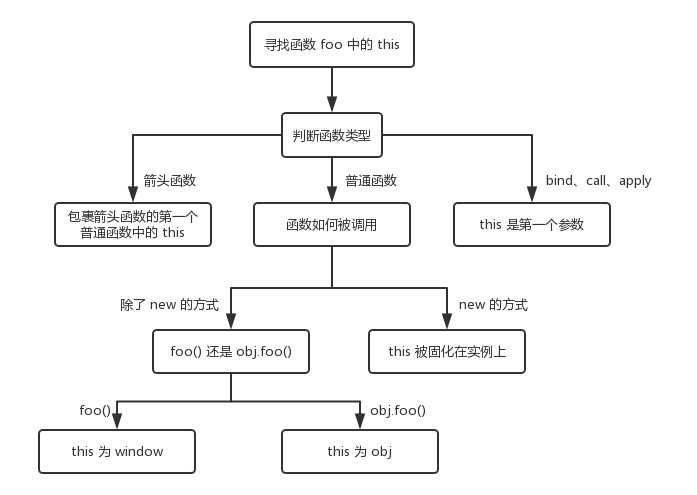 寻找函数 foo 中的 this
判断函数类型
箭头函数
普通函数
bind、call、apply
包裹箭头函数的第一个
普通函数中的 this
函数如何被调用
this 是第一个参数
除了 new 的方式
new 的方式
foo() 还是 obj.foo()
this 被固化在实例上
foo()
obj.foo()
this 为 window
this 为 obj